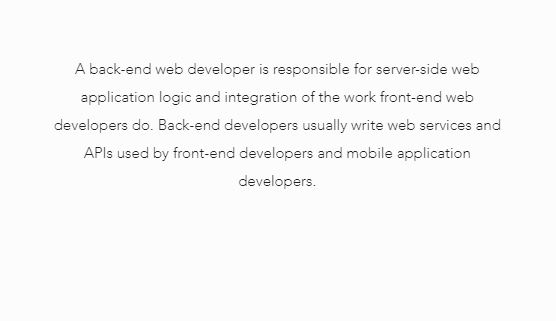 A back-end web developer is responsible for server-side web
application logic and integration of the work front-end web
developers do. Back-end developers usually write web services and
APIs used by front-end developers and mobile application
developers.